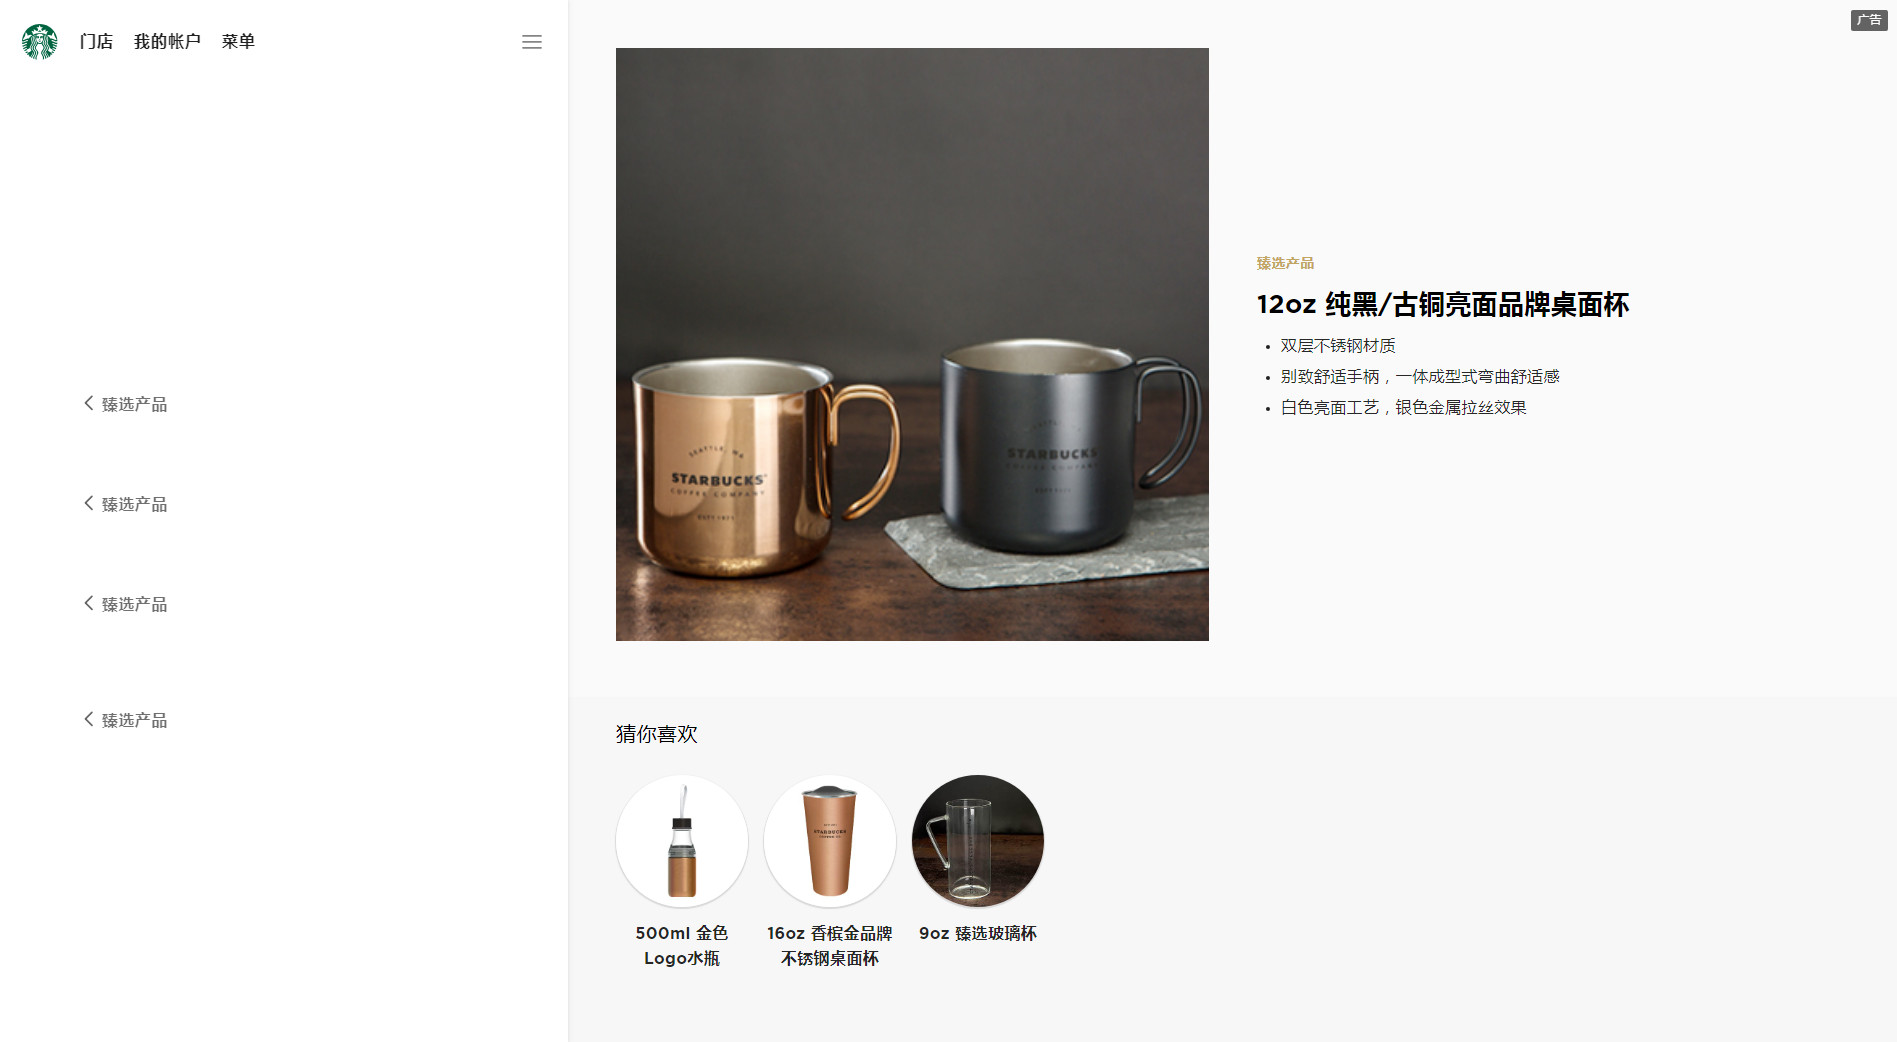 门店 我的帐户 菜单
广告
臻选产品
臻选产品
臻选产品
臻选产品
SEATTLE, WA
STARBUCKS
COFFEE COMPANY
STARBUCKS
COFFEE COMPANY
臻选产品
12oz 纯黑/古铜亮面品牌桌面杯
双层不锈钢材质
别致舒适手柄，一体成型式弯曲舒适感
白色亮面工艺，银色金属拉丝效果
猜你喜欢
STARBUCKS
500ml 金色
Logo水瓶
16oz 香槟金品牌
不锈钢桌面杯
9oz 臻选玻璃杯